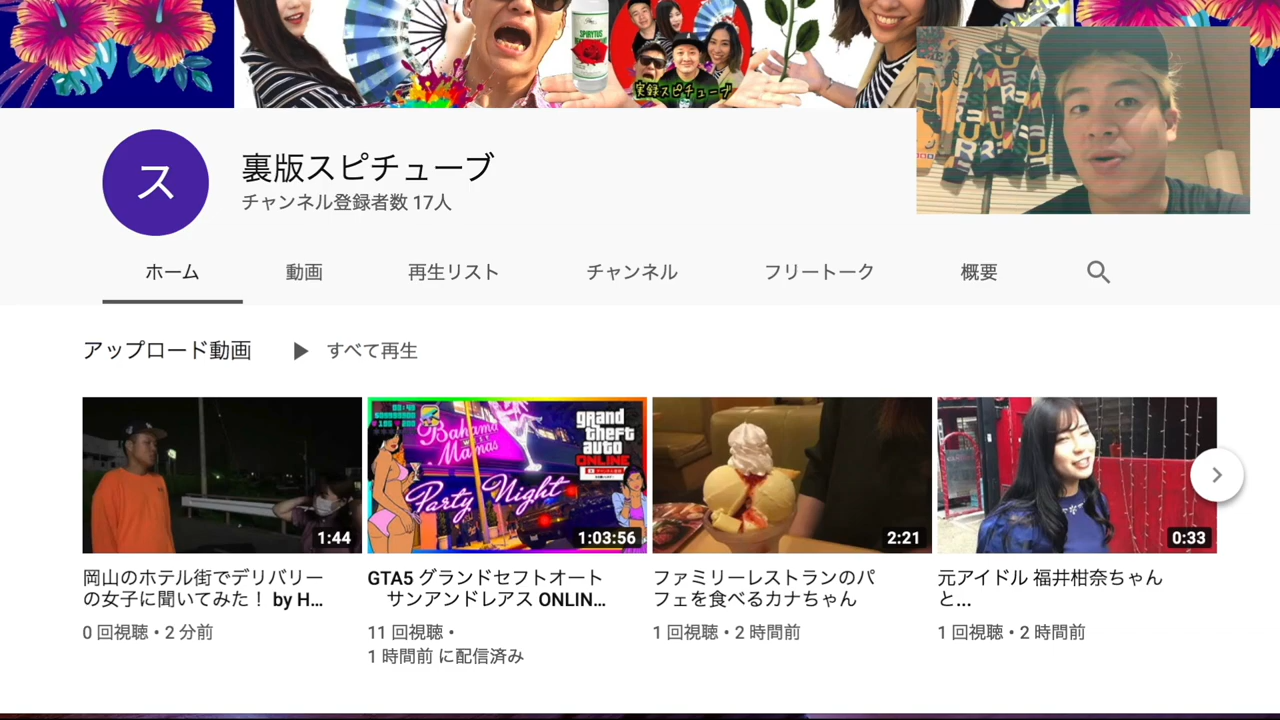 SPIRYTUS
実録スピチューブ
ス
裏版スピチューブ
チャンネル登録者数 17人
ホーム
動画
再生リスト
チャンネル
フリートーク
概要
アップロード動画
すべて再生
1:44
Bahama
Mamas
Party Night
grand
theft
auto
ONLINE
1:03:56
2:21
0:33
岡山のホテル街でデリバリー
の女子に聞いてみた！ by H...
0 回視聴・2 分前
GTA5 グランドセフトオート
サンアンドレアス ONLIN...
11 回視聴・
1 時間前 に配信済み
ファミリーレストランのパ
フェを食べるカナちゃん
1 回視聴・2 時間前
元アイドル 福井柑奈ちゃん
と...
1 回視聴・2 時間前